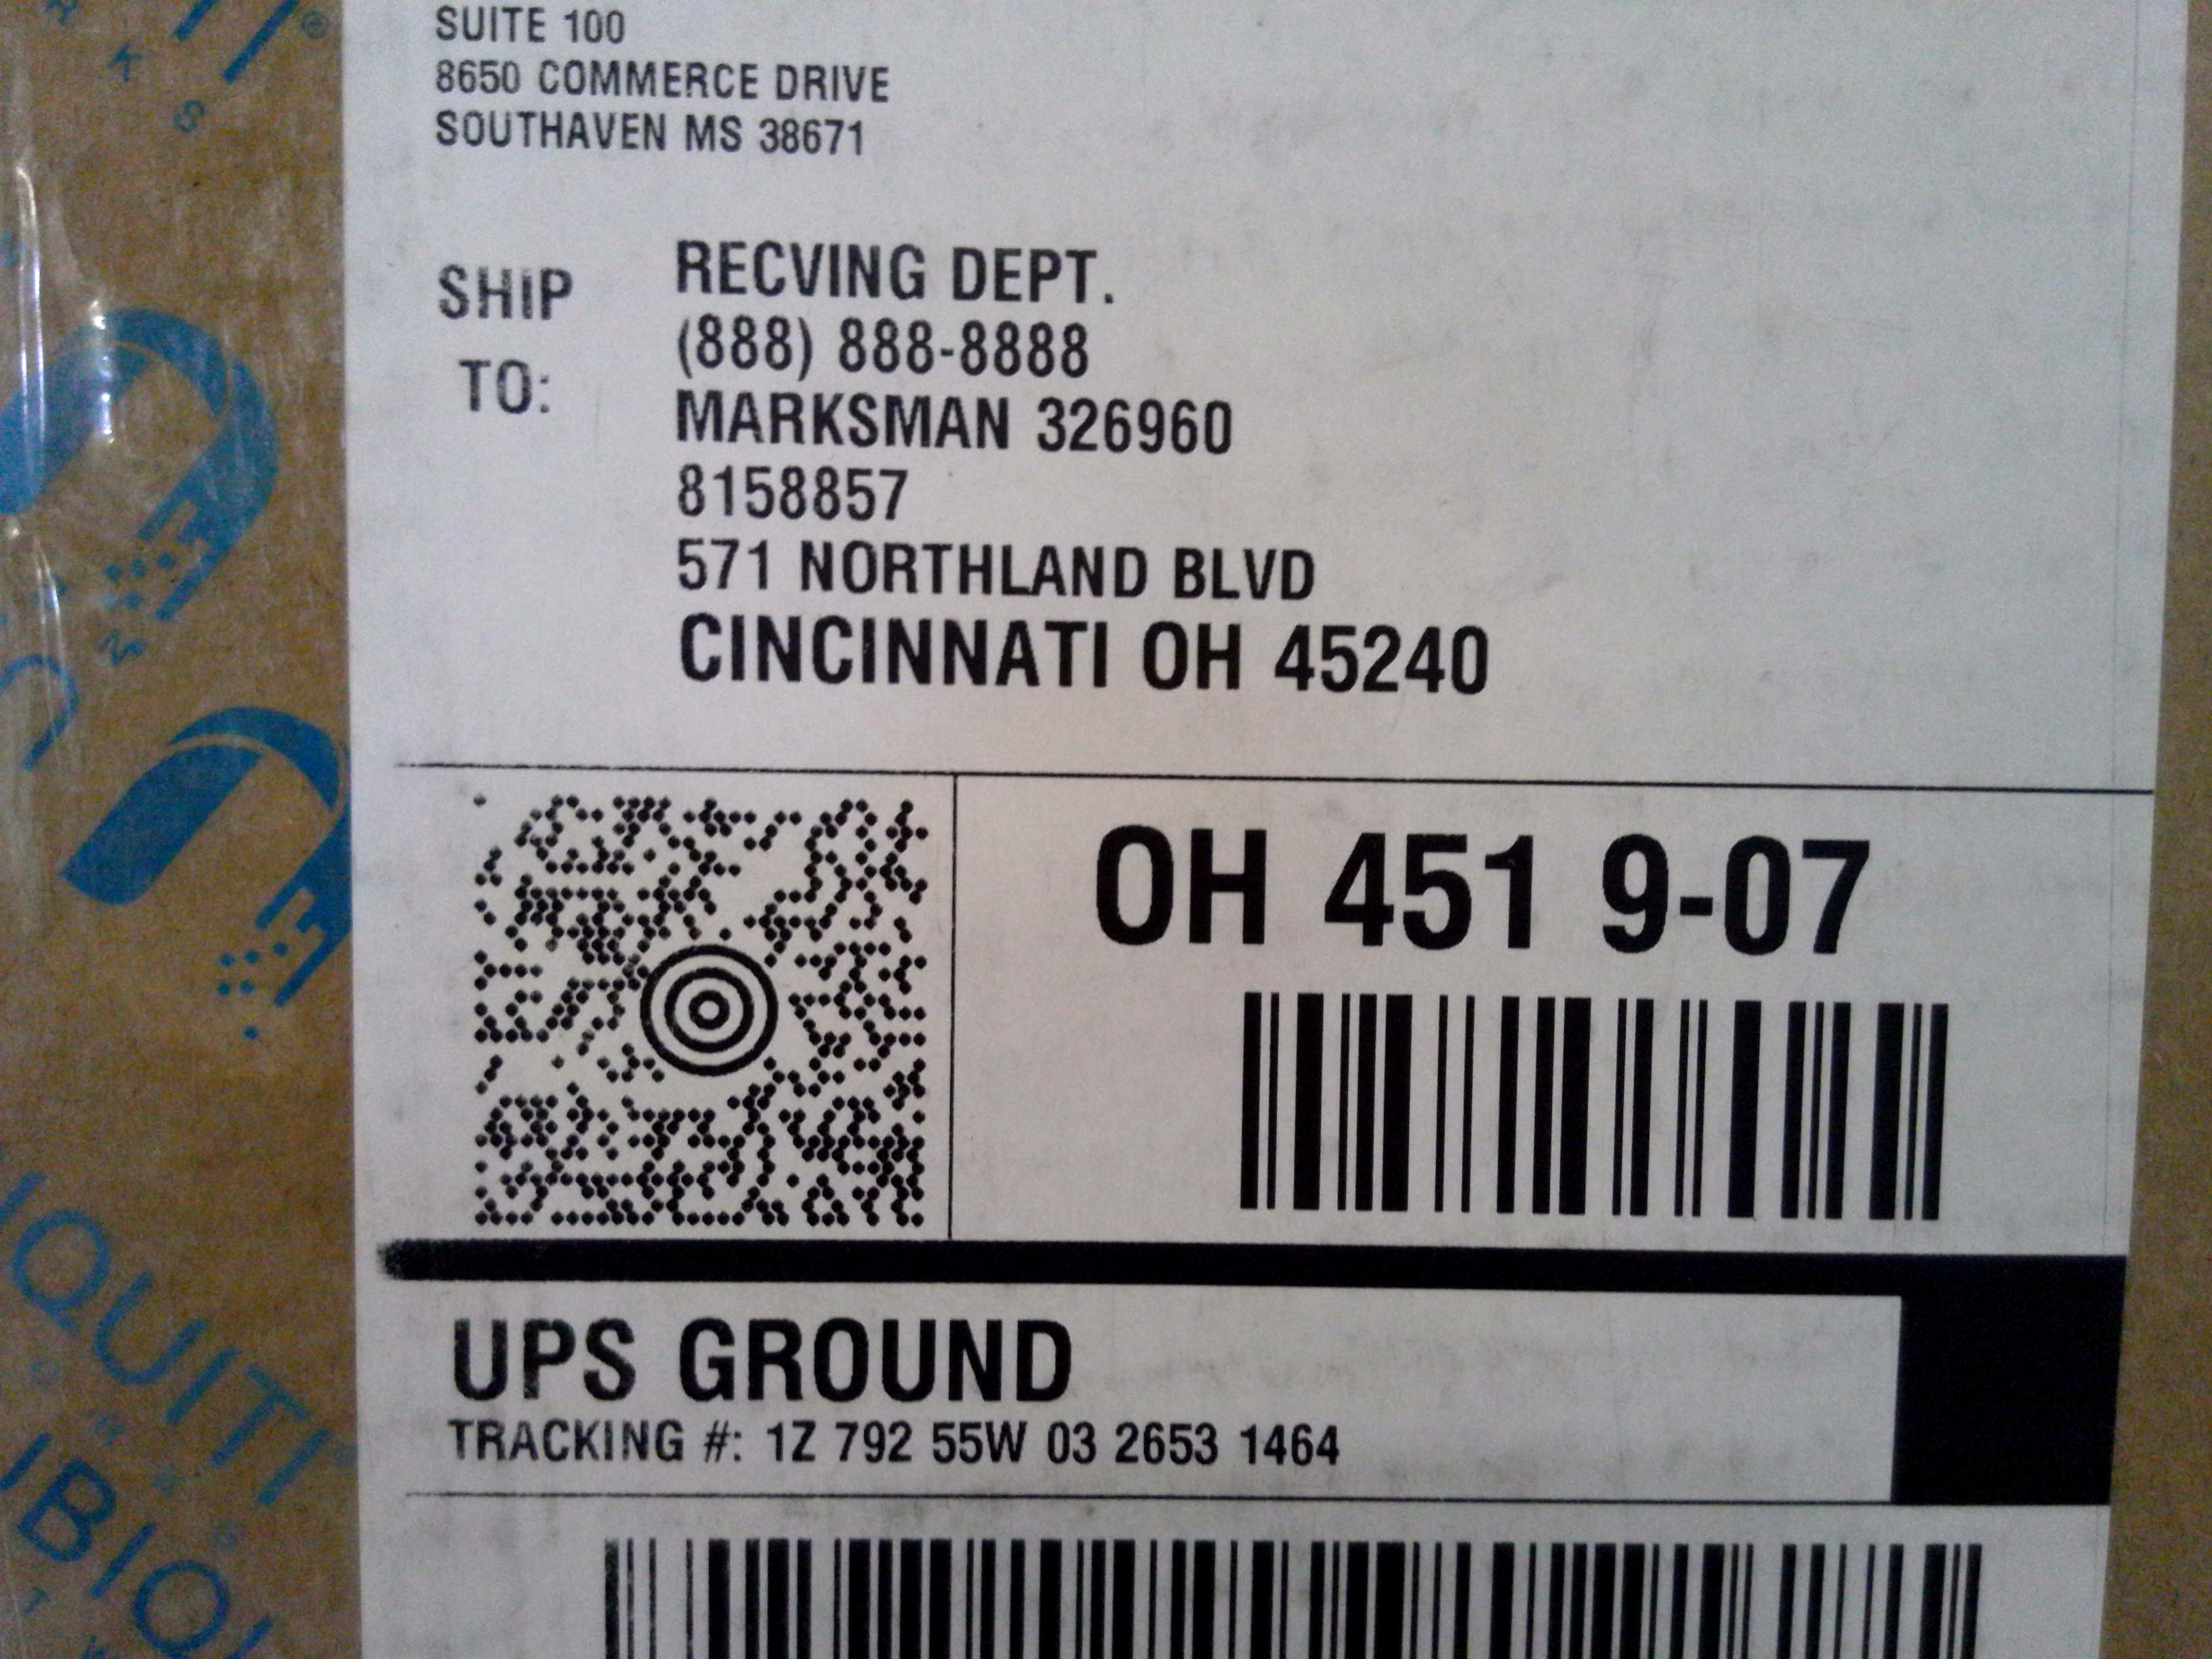 SUITE 100
8650 COMMERCE DRIVE
SOUTHAVEN MS 38671
SHIP TO:
RECVING DEPT.
(888) 888-8888
MARKSMAN 326960
8158857
571 NORTHLAND BLVD
CINCINNATI OH 45240
OH 451 9-07
UPS GROUND
TRACKING #: 1Z 792 55W 03 2653 1464
IQUITI